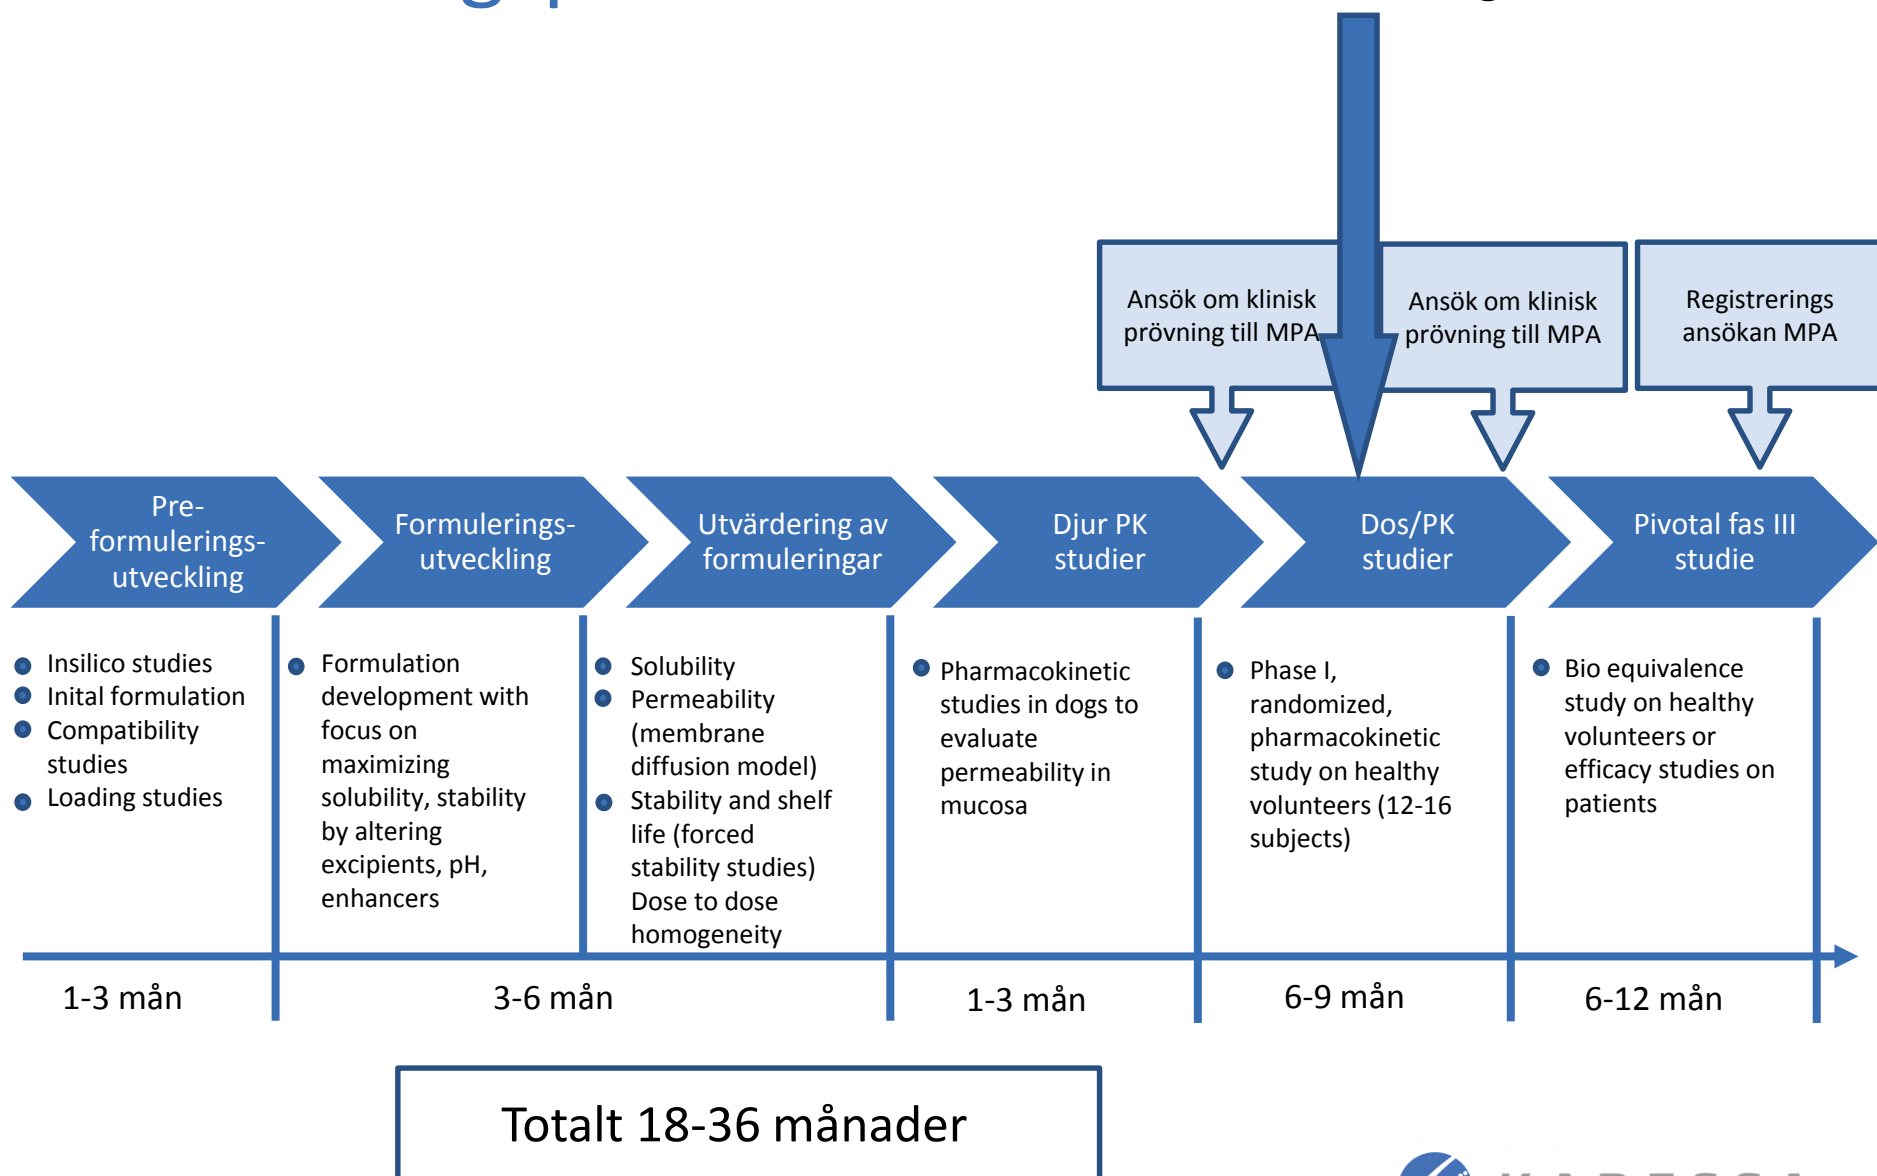 Ansök om klinisk
prövning till MPA
Ansök om klinisk
prövning till MPA
Registrerings
ansökan MPA
Pre-
formulerings-
utveckling
Formulerings-
utveckling
Utvärdering av
formuleringar
Djur PK
studier
Dos/PK
studier
Pivotal fas III
studie
Insilico studies
Inital formulation
Compatibility
studies
Loading studies
Formulation
development with
focus on
maximizing
solubility, stability
by altering
excipients, pH,
enhancers
Solubility
Permeability
(membrane
diffusion model)
Stability and shelf
life (forced
stability studies)
Dose to dose
homogeneity
Pharmacokinetic
studies in dogs to
evaluate
permeability in
mucosa
Phase I,
randomized,
pharmacokinetic
study on healthy
volunteers (12-16
subjects)
Bio equivalence
study on healthy
volunteers or
efficacy studies on
patients
1-3 mån
3-6 mån
1-3 mån
6-9 mån
6-12 mån
Totalt 18-36 månader